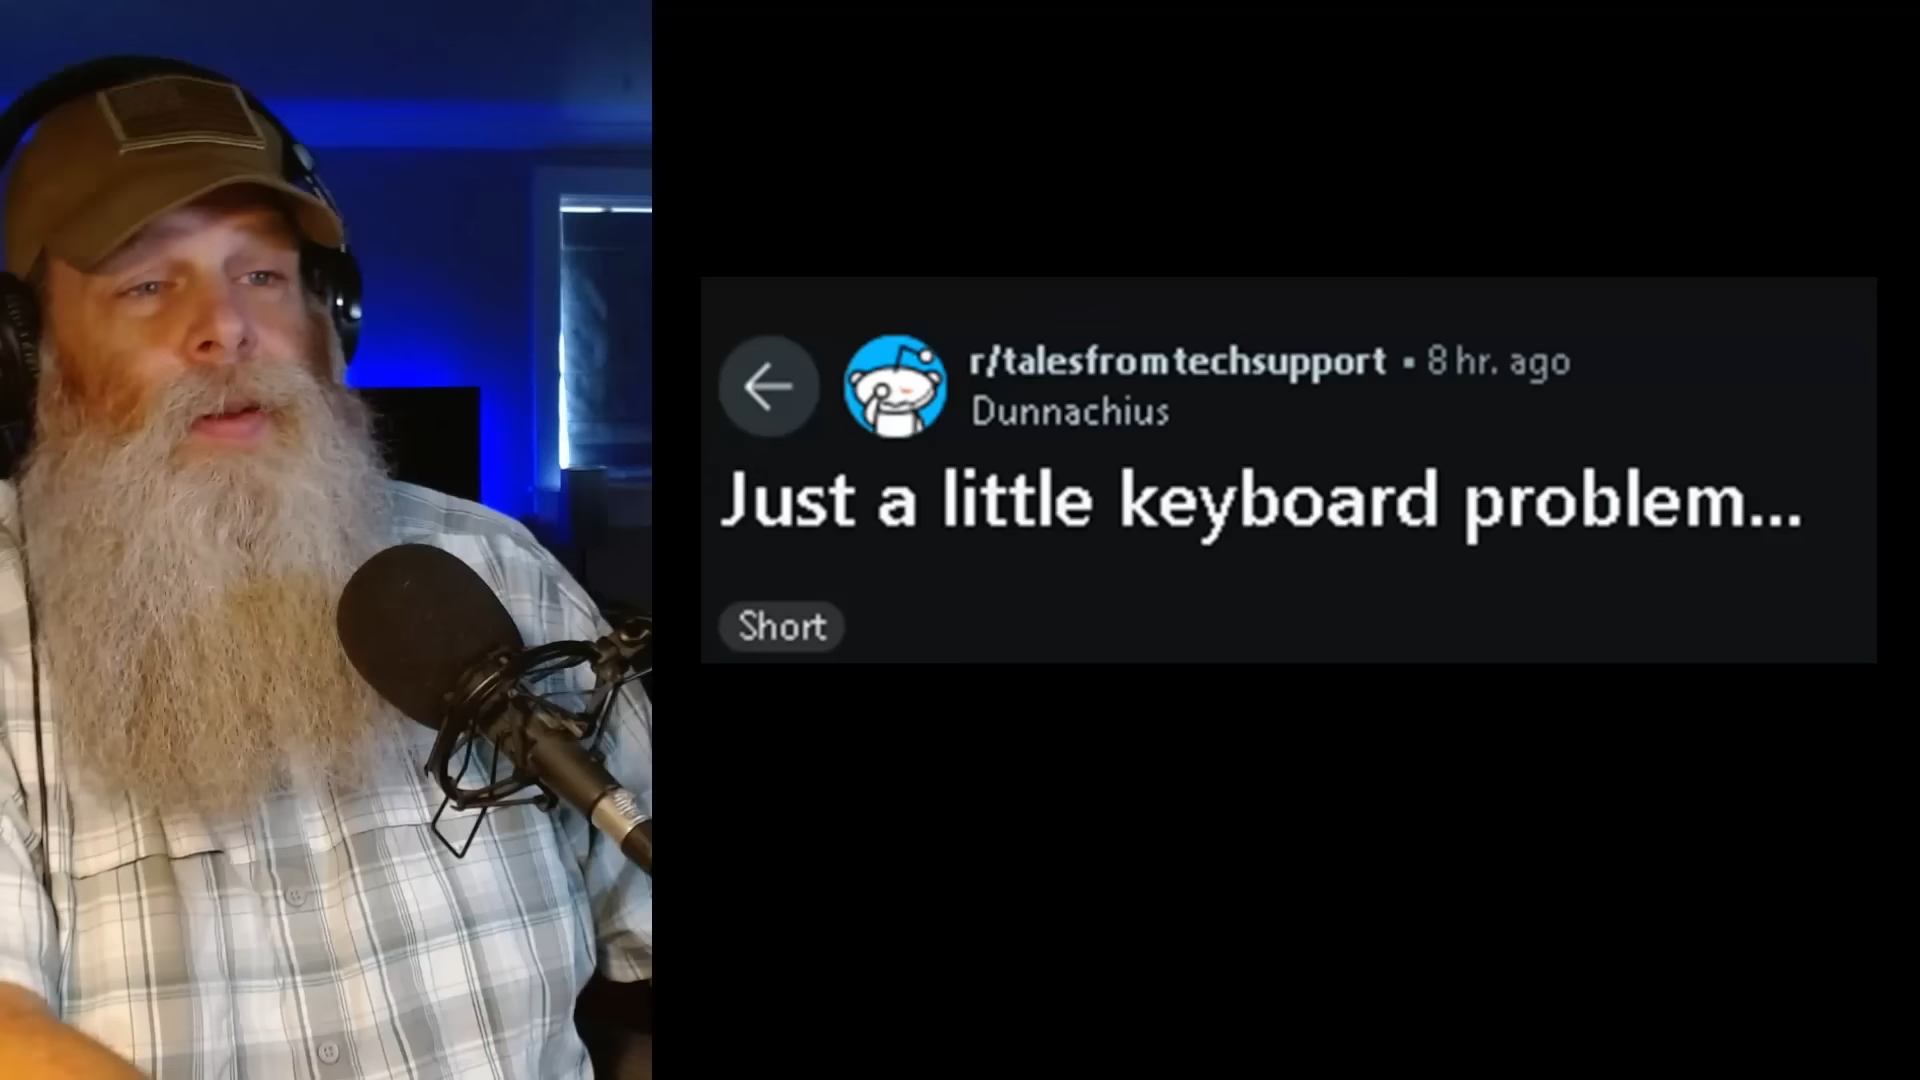 r/talesfromtechsupport • 8 hr. ago
Dunnachius
Just a little keyboard problem...
Short